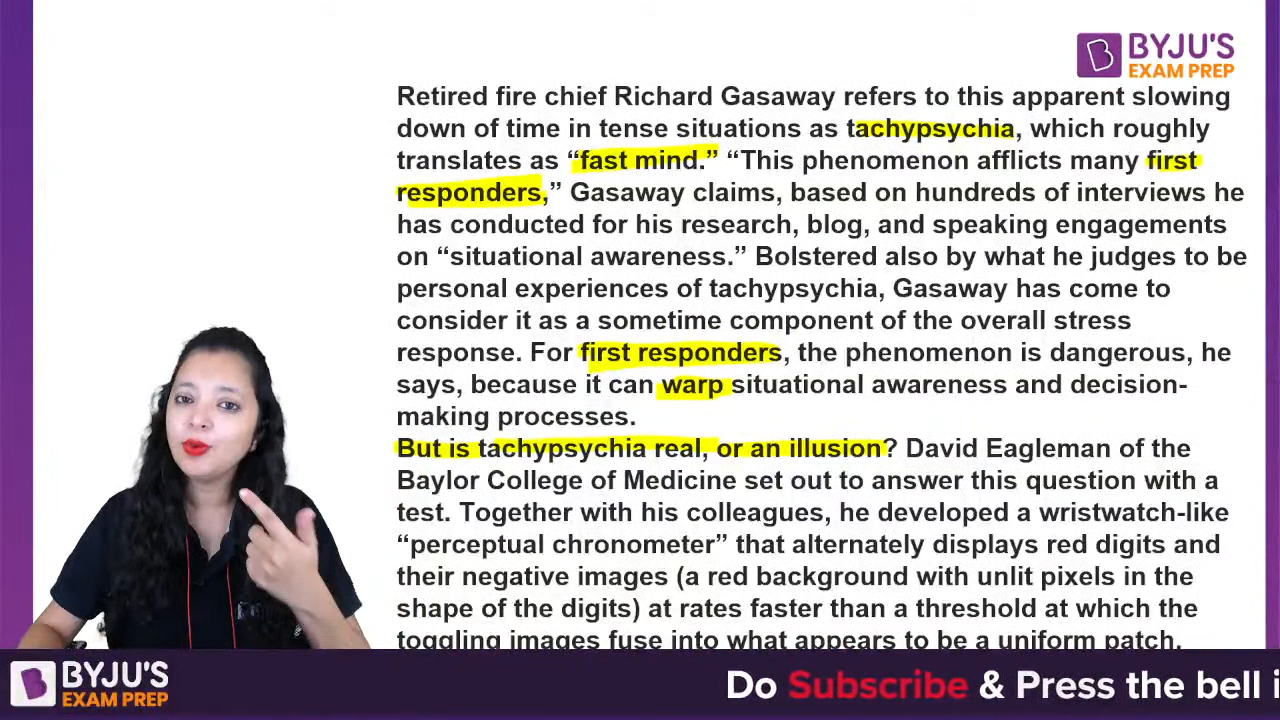 BYJU'S
EXAM PREP
Retired fire chief Richard Gasaway refers to this apparent slowing
down of time in tense situations as tachypsychia, which roughly
translates as “fast mind.” “This phenomenon afflicts many first
responders,” Gasaway claims, based on hundreds of interviews he
has conducted for his research, blog, and speaking engagements
on “situational awareness.” Bolstered also by what he judges to be
personal experiences of tachypsychia, Gasaway has come to
consider it as a sometime component of the overall stress
response. For first responders, the phenomenon is dangerous, he
says, because it can warp situational awareness and decision-
making processes.
But is tachypsychia real, or an illusion? David Eagleman of the
Baylor College of Medicine set out to answer this question with a
test. Together with his colleagues, he developed a wristwatch-like
“perceptual chronometer” that alternately displays red digits and
their negative images (a red background with unlit pixels in the
shape of the digits) at rates faster than a threshold at which the
toggling images fuse into what appears to be a uniform patch.
BYJU'S
EXAM PREP
Do Subscribe & Press the bell i